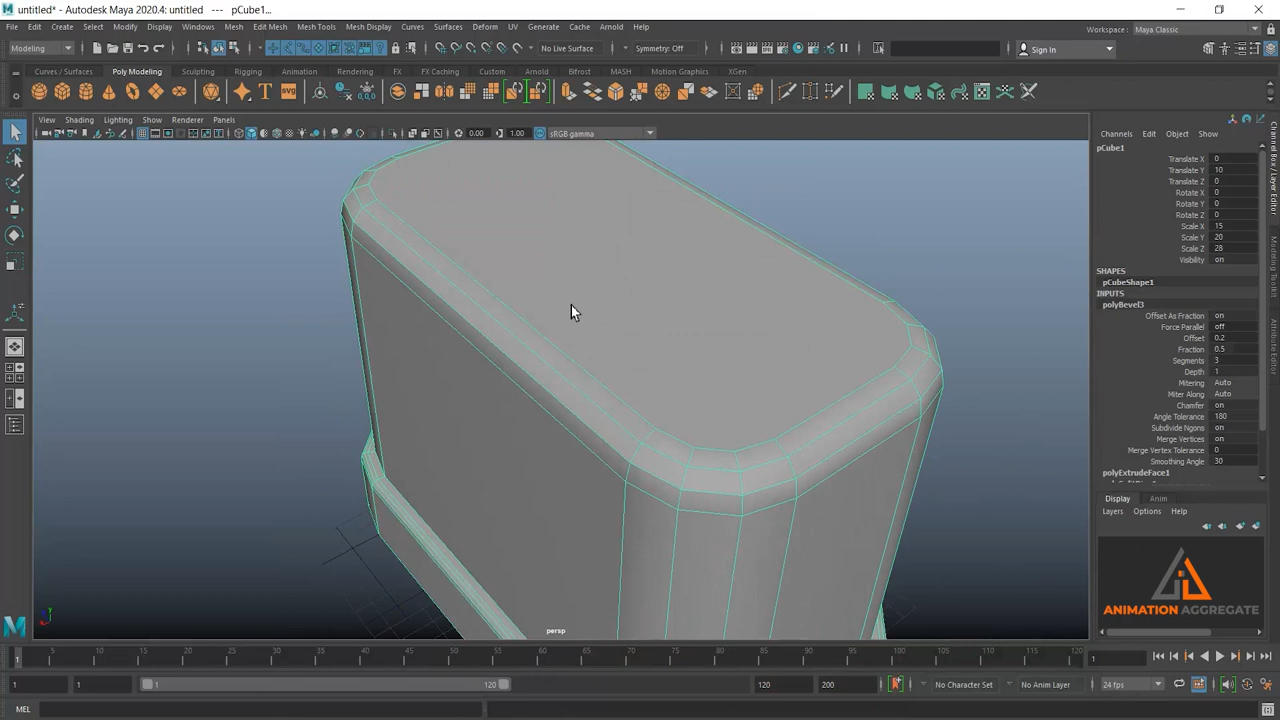 untitled* - Autodesk Maya 2020.4: untitled --- pCube1...
File Edit Create Select Modify Display Windows Mesh Edit Mesh Mesh Tools Mesh Display Curves Surfaces Deform UV Generate Cache Arnold Help Workspace : Maya Classic
Modeling No Live Surface Symmetry: Off Sign In
Curves / Surfaces Poly Modeling Sculpting Rigging Animation Rendering FX FX Caching Custom Arnold Bifrost MASH Motion Graphics XGen
SVG
View Shading Lighting Show Renderer Panels
0.00 1.00 sRGB gamma
Channels Edit Object Show
pCube1
Translate X 0
Translate Y 10
Translate Z 0
Rotate X 0
Rotate Y 0
Rotate Z 0
Scale X 15
Scale Y 20
Scale Z 28
Visibility on
SHAPES
pCubeShape1
INPUTS
polyBevel3
Offset As Fraction on
Force Parallel off
Offset 0.2
Fraction 0.5
Segments 3
Depth 1
Mitering Auto
Miter Along Auto
Chamfer on
Angle Tolerance 180
Subdivide Ngons on
Merge Vertices on
Merge Vertex Tolerance 0
Smoothing Angle 30
polyExtrudeFace1
Channel Box / Layer Editor
Modeling Toolkit
Attribute Editor
Display Anim
Layers Options Help
ANIMATION AGGREGATE
persp
5 10 15 20 25 30 35 40 45 50 55 60 65 70 75 80 85 90 95 100 105 110 115 120 1
1 1 1 120 120 200 No Character Set No Anim Layer 24 fps
MEL